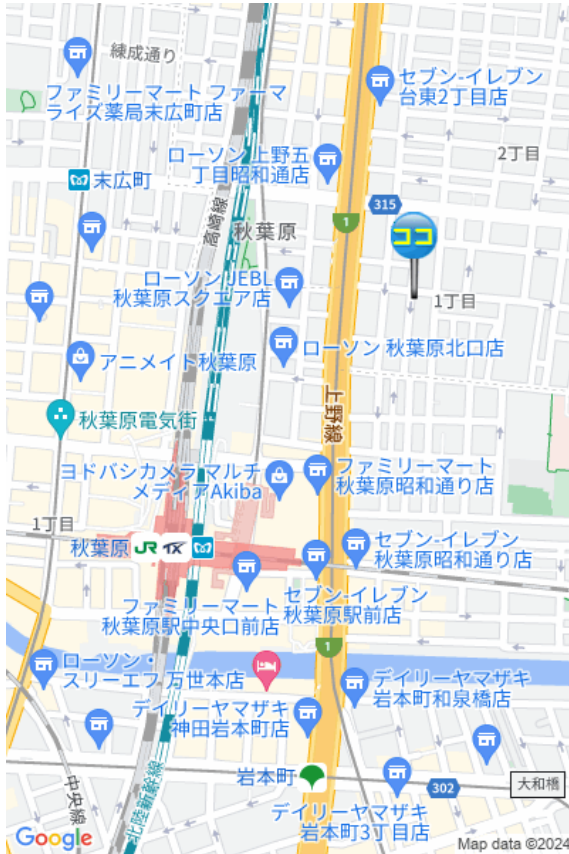 練成通り
セブン-イレブン
台東2丁目店
ファミリーマート ファーマ
ライズ薬局末広町店
2丁目
ローソン 上野五
丁目昭和通店
末広町
高崎線
315
1
秋葉原
ココ
ローソン JEBL
秋葉原スクエア店
1丁目
ローソン 秋葉原北口店
アニメイト秋葉原
上野線
秋葉原電気街
ヨドバシカメラ マルチ
メディアAkiba
ファミリーマート
秋葉原昭和通り店
1丁目
秋葉原 JR TX
セブン-イレブン
秋葉原昭和通り店
ファミリーマート
秋葉原駅中央口前店
セブン-イレブン
秋葉原駅前店
1
ローソン・
スリーエフ 万世本店
デイリーヤマザキ
岩本町和泉橋店
デイリーヤマザキ
神田岩本町店
中央線
北陸新幹線
岩本町
302
大和橋
デイリーヤマザキ
岩本町3丁目店
Google
Map data ©2024